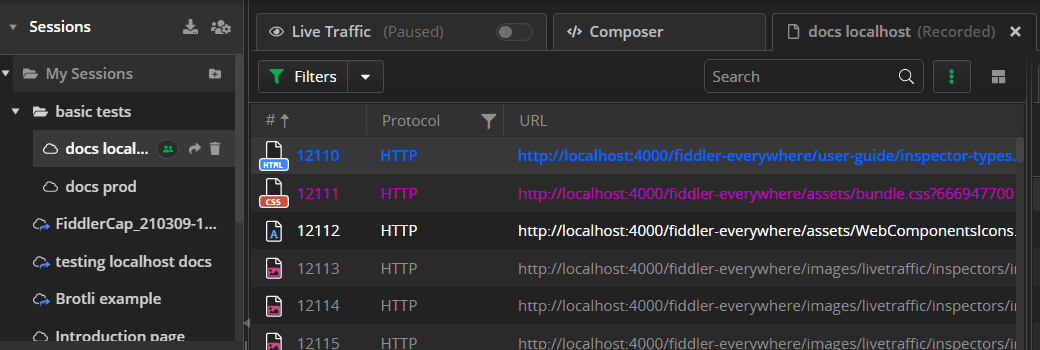 Sessions
My Sessions
basic tests
docs local...
docs prod
FiddlerCap_210309-1...
testing localhost docs
Brotli example
Introduction page
Live Traffic (Paused)
Composer
docs localhost (Recorded)
Filters
Search
# Protocol URL
HTML 12110 HTTP http://localhost:4000/fiddler-everywhere/user-guide/inspector-types.
CSS 12111 HTTP http://localhost:4000/fiddler-everywhere/assets/bundle.css?666947700
A 12112 HTTP http://localhost:4000/fiddler-everywhere/assets/WebComponentsIcons.
12113 HTTP http://localhost:4000/fiddler-everywhere/images/livetraffic/inspectors/i
12114 HTTP http://localhost:4000/fiddler-everywhere/images/livetraffic/inspectors/i
12115 HTTP http://localhost:4000/fiddler-everywhere/images/livetraffic/inspectors/i